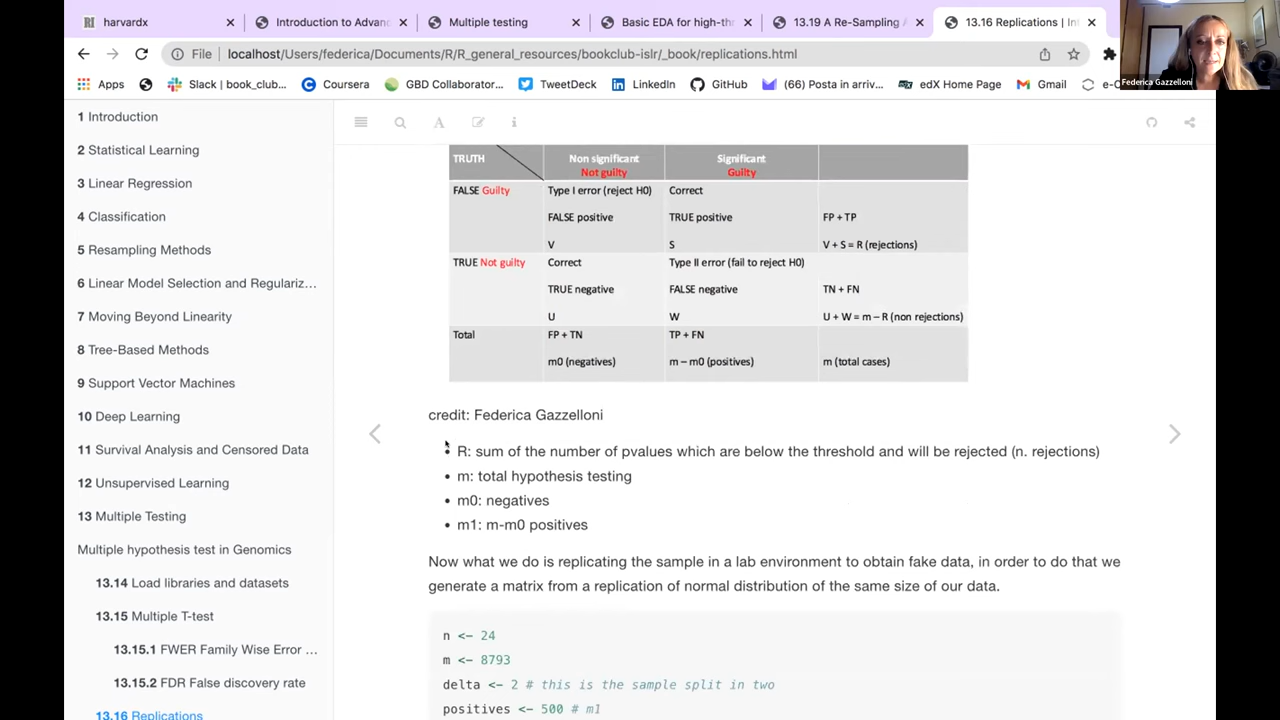 harvardx
Introduction to Advan
Multiple testing
Basic EDA for high-thr
13.19 A Re-Sampling A
13.16 Replications | Int
File
localhost/Users/federica/Documents/R/R_general_resources/bookclub-islr/_book/replications.html
Apps
Slack | book_club...
Coursera
GBD Collaborator...
TweetDeck
LinkedIn
GitHub
(66) Posta in arriv...
edX Home Page
Gmail
Federica Gazzelloni
1 Introduction
2 Statistical Learning
3 Linear Regression
4 Classification
5 Resampling Methods
6 Linear Model Selection and Regulariz...
7 Moving Beyond Linearity
8 Tree-Based Methods
9 Support Vector Machines
10 Deep Learning
11 Survival Analysis and Censored Data
12 Unsupervised Learning
13 Multiple Testing
Multiple hypothesis test in Genomics
13.14 Load libraries and datasets
13.15 Multiple T-test
13.15.1 FWER Family Wise Error ...
13.15.2 FDR False discovery rate
13.16 Replications
TRUTH
Non significant
Not guilty
Significant
Guilty
FALSE Guilty
Type I error (reject H0)
FALSE positive
V
Correct
TRUE positive
S
FP + TP
V + S = R (rejections)
TRUE Not guilty
Correct
TRUE negative
U
Type II error (fail to reject H0)
FALSE negative
W
TN + FN
U + W = m – R (non rejections)
Total
FP + TN
m0 (negatives)
TP + FN
m – m0 (positives)
m (total cases)
credit: Federica Gazzelloni
• R: sum of the number of pvalues which are below the threshold and will be rejected (n. rejections)
• m: total hypothesis testing
• m0: negatives
• m1: m-m0 positives
Now what we do is replicating the sample in a lab environment to obtain fake data, in order to do that we
generate a matrix from a replication of normal distribution of the same size of our data.
n <- 24
m <- 8793
delta <- 2 # this is the sample split in two
positives <- 500 # m1